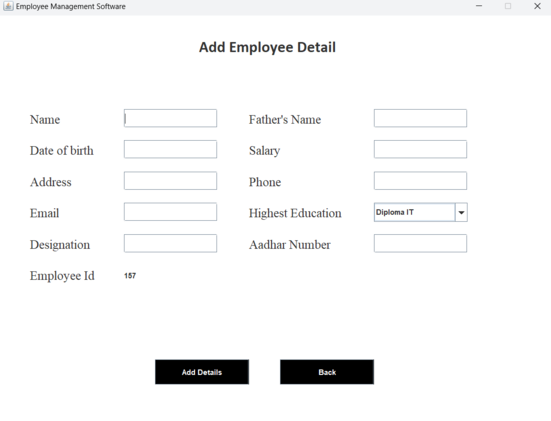 Employee Management Software
Add Employee Detail
Name Father's Name
Date of birth Salary
Address Phone
Email Highest Education Diploma IT
Designation Aadhar Number
Employee Id 157
Add Details Back